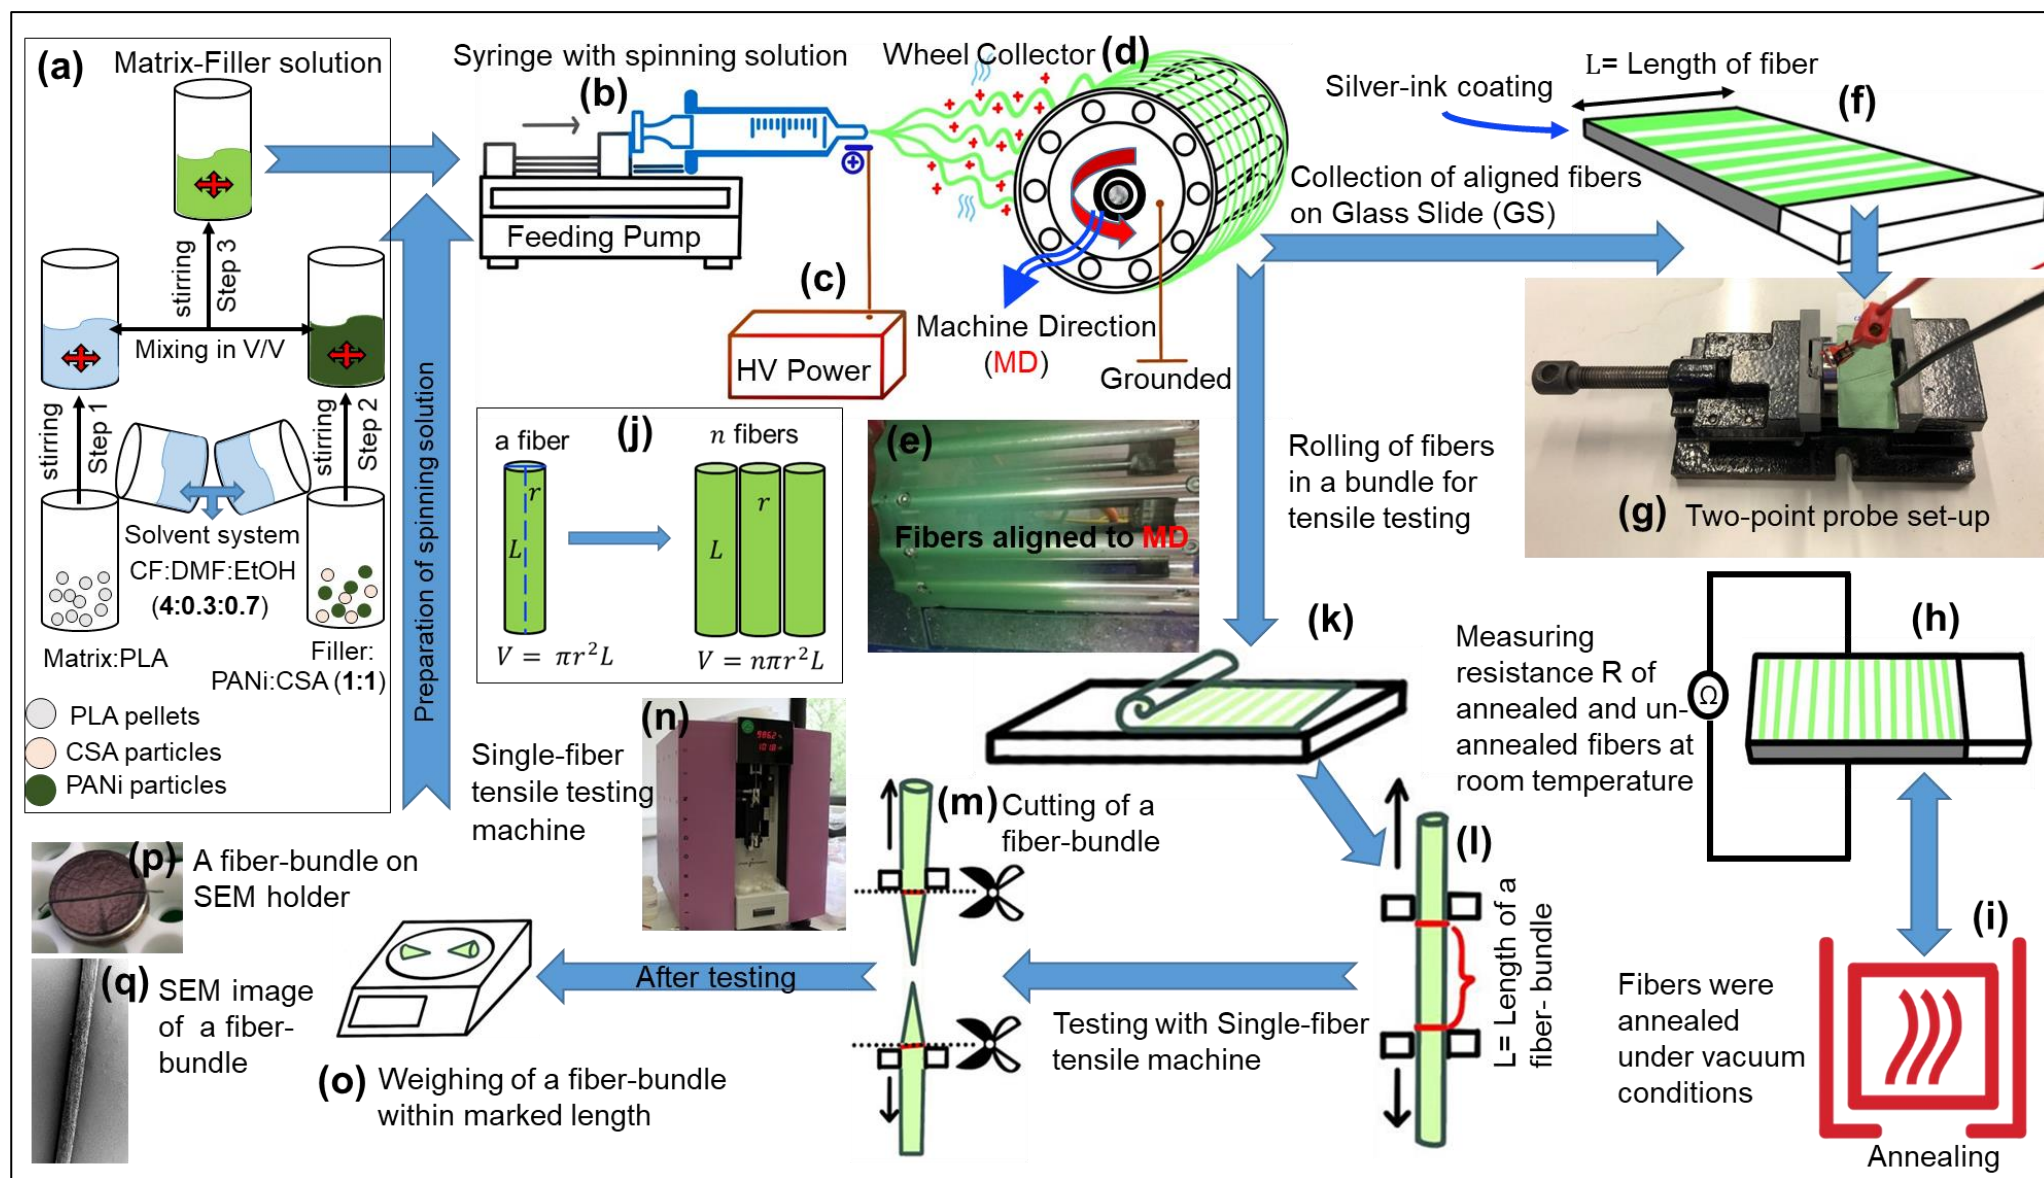 (a)
Matrix-Filler solution
stirring
Step 3
Mixing in V/V
stirring
Step 1
stirring
Step 2
Solvent system
CF:DMF:EtOH
(4:0.3:0.7)
Matrix:PLA
Filler:
PANi:CSA (1:1)
PLA pellets
CSA particles
PANi particles
Preparation of spinning solution
Syringe with spinning solution
(b)
Feeding Pump
(c)
HV Power
Wheel Collector (d)
Machine Direction
(MD)
Grounded
L= Length of fiber
Silver-ink coating
(f)
Collection of aligned fibers
on Glass Slide (GS)
(g) Two-point probe set-up
(j)
a fiber
n fibers
r
L
r
L
V = πr²L
V = nπr²L
(e)
Fibers aligned to MD
Rolling of fibers
in a bundle for
tensile testing
(k)
Measuring
resistance R of
annealed and un-
annealed fibers at
room temperature
(h)
Ω
(i)
Fibers were
annealed
under vacuum
conditions
Annealing
(l)
L= Length of a
fiber- bundle
(m) Cutting of a
fiber-bundle
Testing with Single-fiber
tensile machine
(n)
Single-fiber
tensile testing
machine
After testing
(o) Weighing of a fiber-bundle
within marked length
(p) A fiber-bundle on
SEM holder
(q) SEM image
of a fiber-
bundle